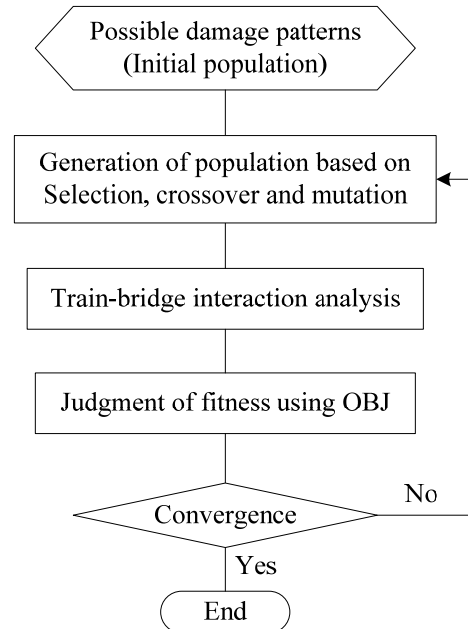 Possible damage patterns
(Initial population)
Generation of population based on
Selection, crossover and mutation
Train-bridge interaction analysis
Judgment of fitness using OBJ
No
Convergence
Yes
End